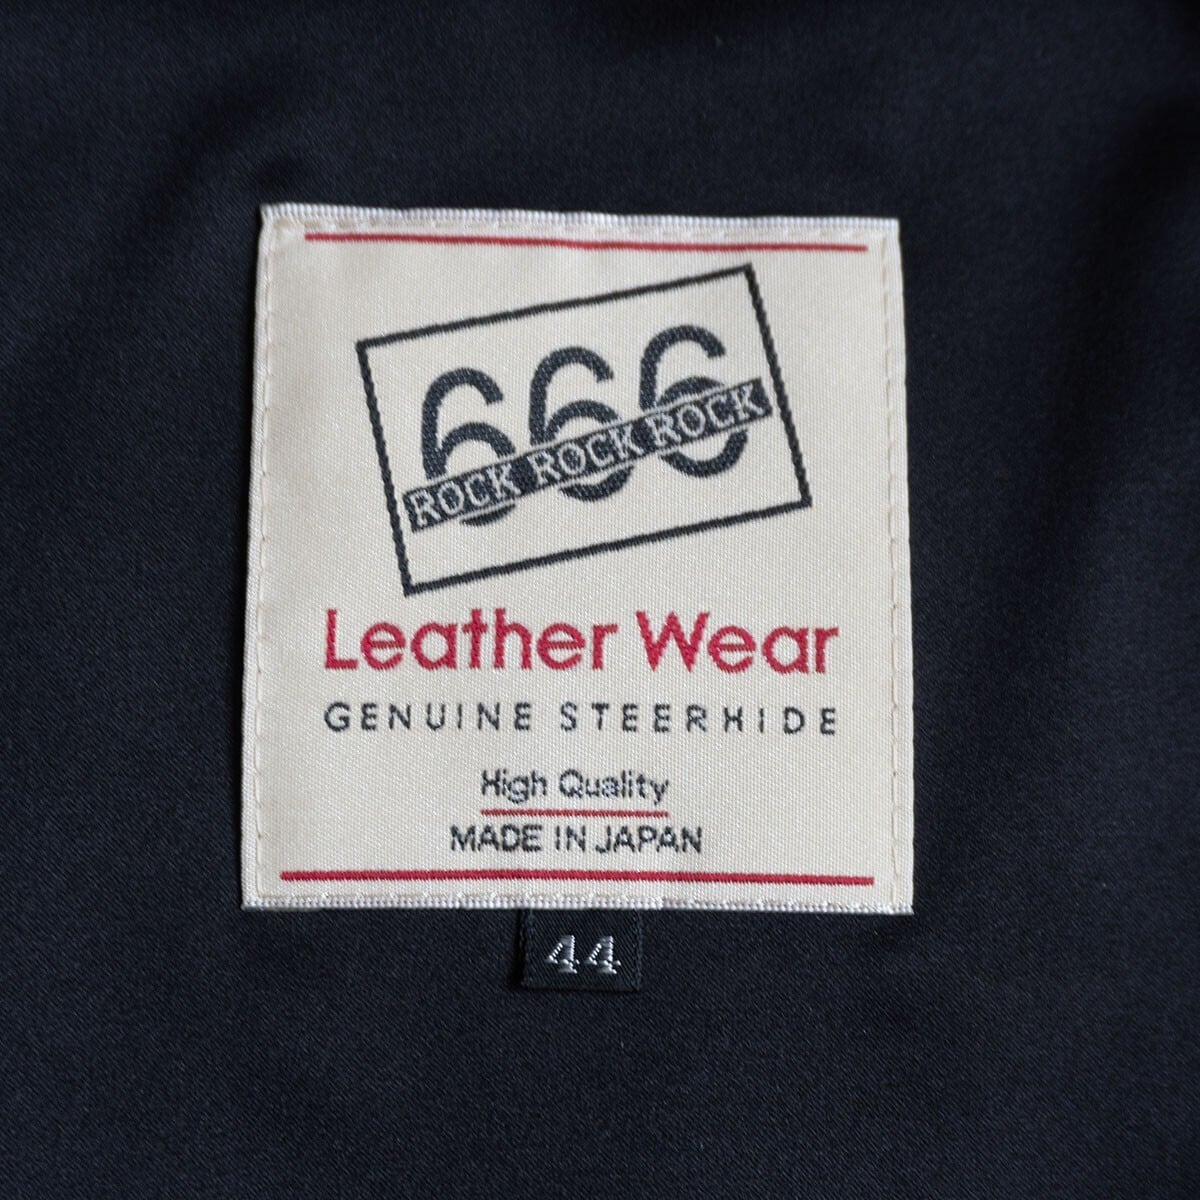 666
ROCK ROCK ROCK
Leather Wear
GENUINE STEERHIDE
High Quality
MADE IN JAPAN
44